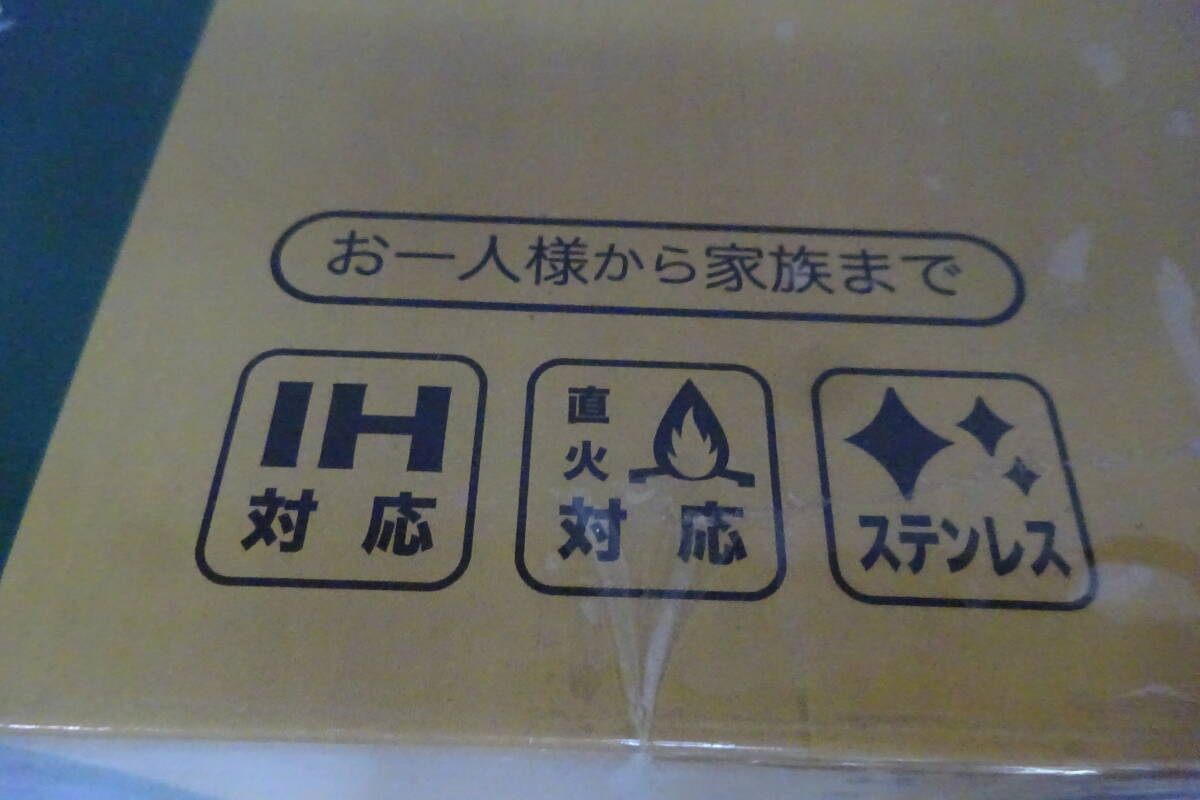 お一人様から家族まで
IH
対応
直火
対応
ステンレス